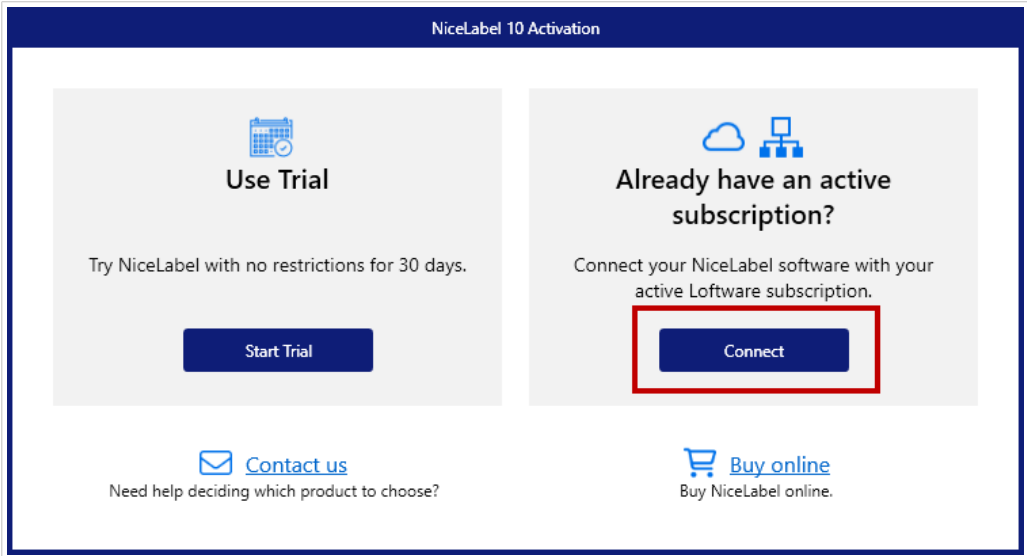 NiceLabel 10 Activation
Use Trial
Try NiceLabel with no restrictions for 30 days.
Start Trial
Already have an active
subscription?
Connect your NiceLabel software with your
active Loftware subscription.
Connect
Contact us
Need help deciding which product to choose?
Buy online
Buy NiceLabel online.